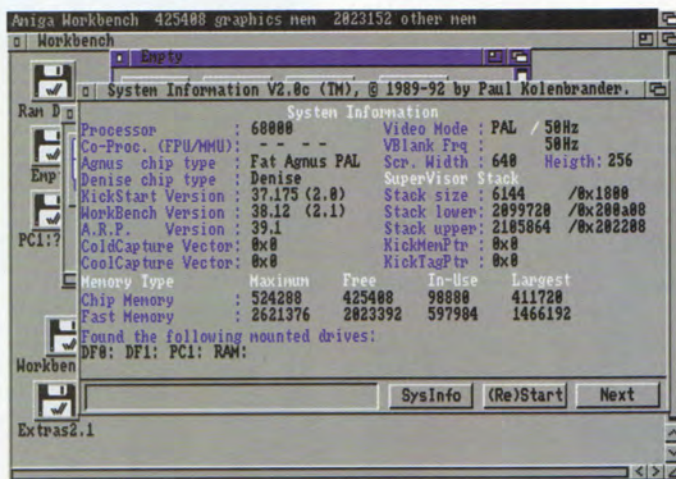 Amiga Workbench 425408 graphics mem 2023152 other mem
Workbench
Empty
System Information V2.0c (TM), © 1989-92 by Paul Kolenbrander.
Ram D
Emp
PC1:?
Workben
Extras2.1
System Information
Processor : 68000 Video Mode : PAL / 50Hz
Co-Proc. (FPU/MMU): -- -- -- VBlank Frq : 50Hz
Agnus chip type : Fat Agnus PAL Scr. Width : 640 Heigth: 256
Denise chip type : Denise SuperVisor Stack
KickStart Version : 37.175 (2.0) Stack size : 6144 /0x1800
WorkBench Version : 38.12 (2.1) Stack lower: 2099720 /0x200a08
A.R.P. Version : 39.1 Stack upper: 2105864 /0x202208
ColdCapture Vector: 0x0 KickMemPtr : 0x0
CoolCapture Vector: 0x0 KickTagPtr : 0x0
Memory Type Maximum Free In-Use Largest
Chip Memory : 524288 425408 98880 411720
Fast Memory : 2621376 2023392 597984 1466192
Found the following mounted drives:
DF0: DF1: PC1: RAM:
SysInfo (Re)Start Next